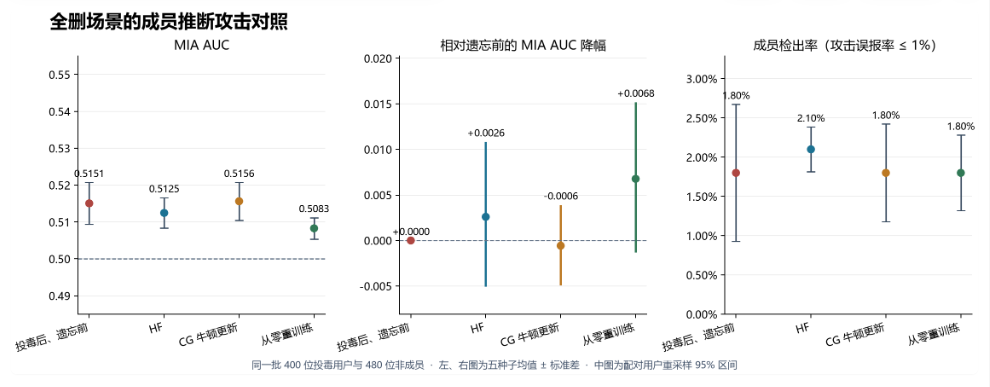 全删场景的成员推断攻击对照
MIA AUC
0.55
0.54
0.53
0.52
0.51
0.50
0.49
0.5151
0.5125
0.5156
0.5083
投毒后、遗忘前
HF
CG 牛顿更新
从零重训练
相对遗忘前的 MIA AUC 降幅
0.020
0.015
0.010
0.005
0.000
-0.005
+0.0000
+0.0026
-0.0006
+0.0068
投毒后、遗忘前
HF
CG 牛顿更新
从零重训练
成员检出率（攻击误报率 ≤ 1%）
3.00%
2.50%
2.00%
1.50%
1.00%
0.50%
0.00%
1.80%
2.10%
1.80%
1.80%
投毒后、遗忘前
HF
CG 牛顿更新
从零重训练
同一批 400 位投毒用户与 480 位非成员 · 左、右图为五种子均值 ± 标准差 · 中图为配对用户重采样 95% 区间